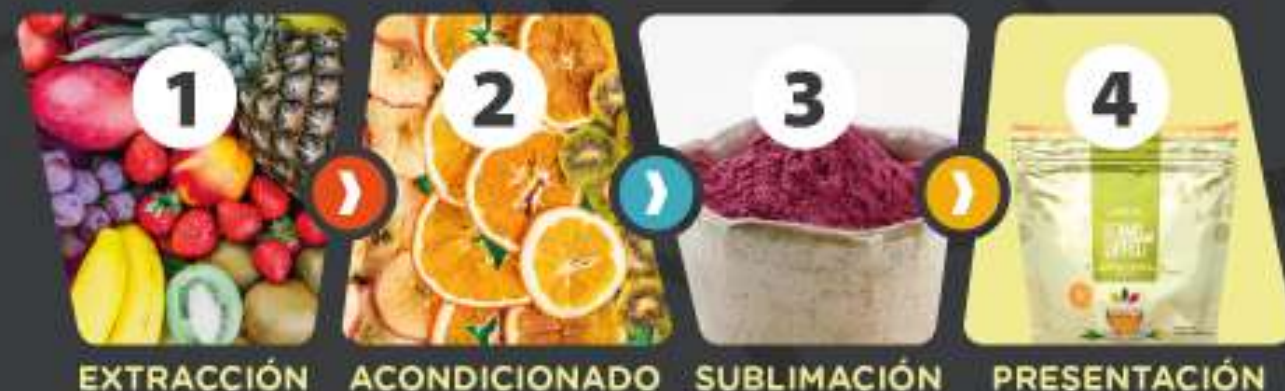 1
2
3
4
EXTRACCIÓN
ACONDICIONADO
SUBLIMACIÓN
PRESENTACIÓN